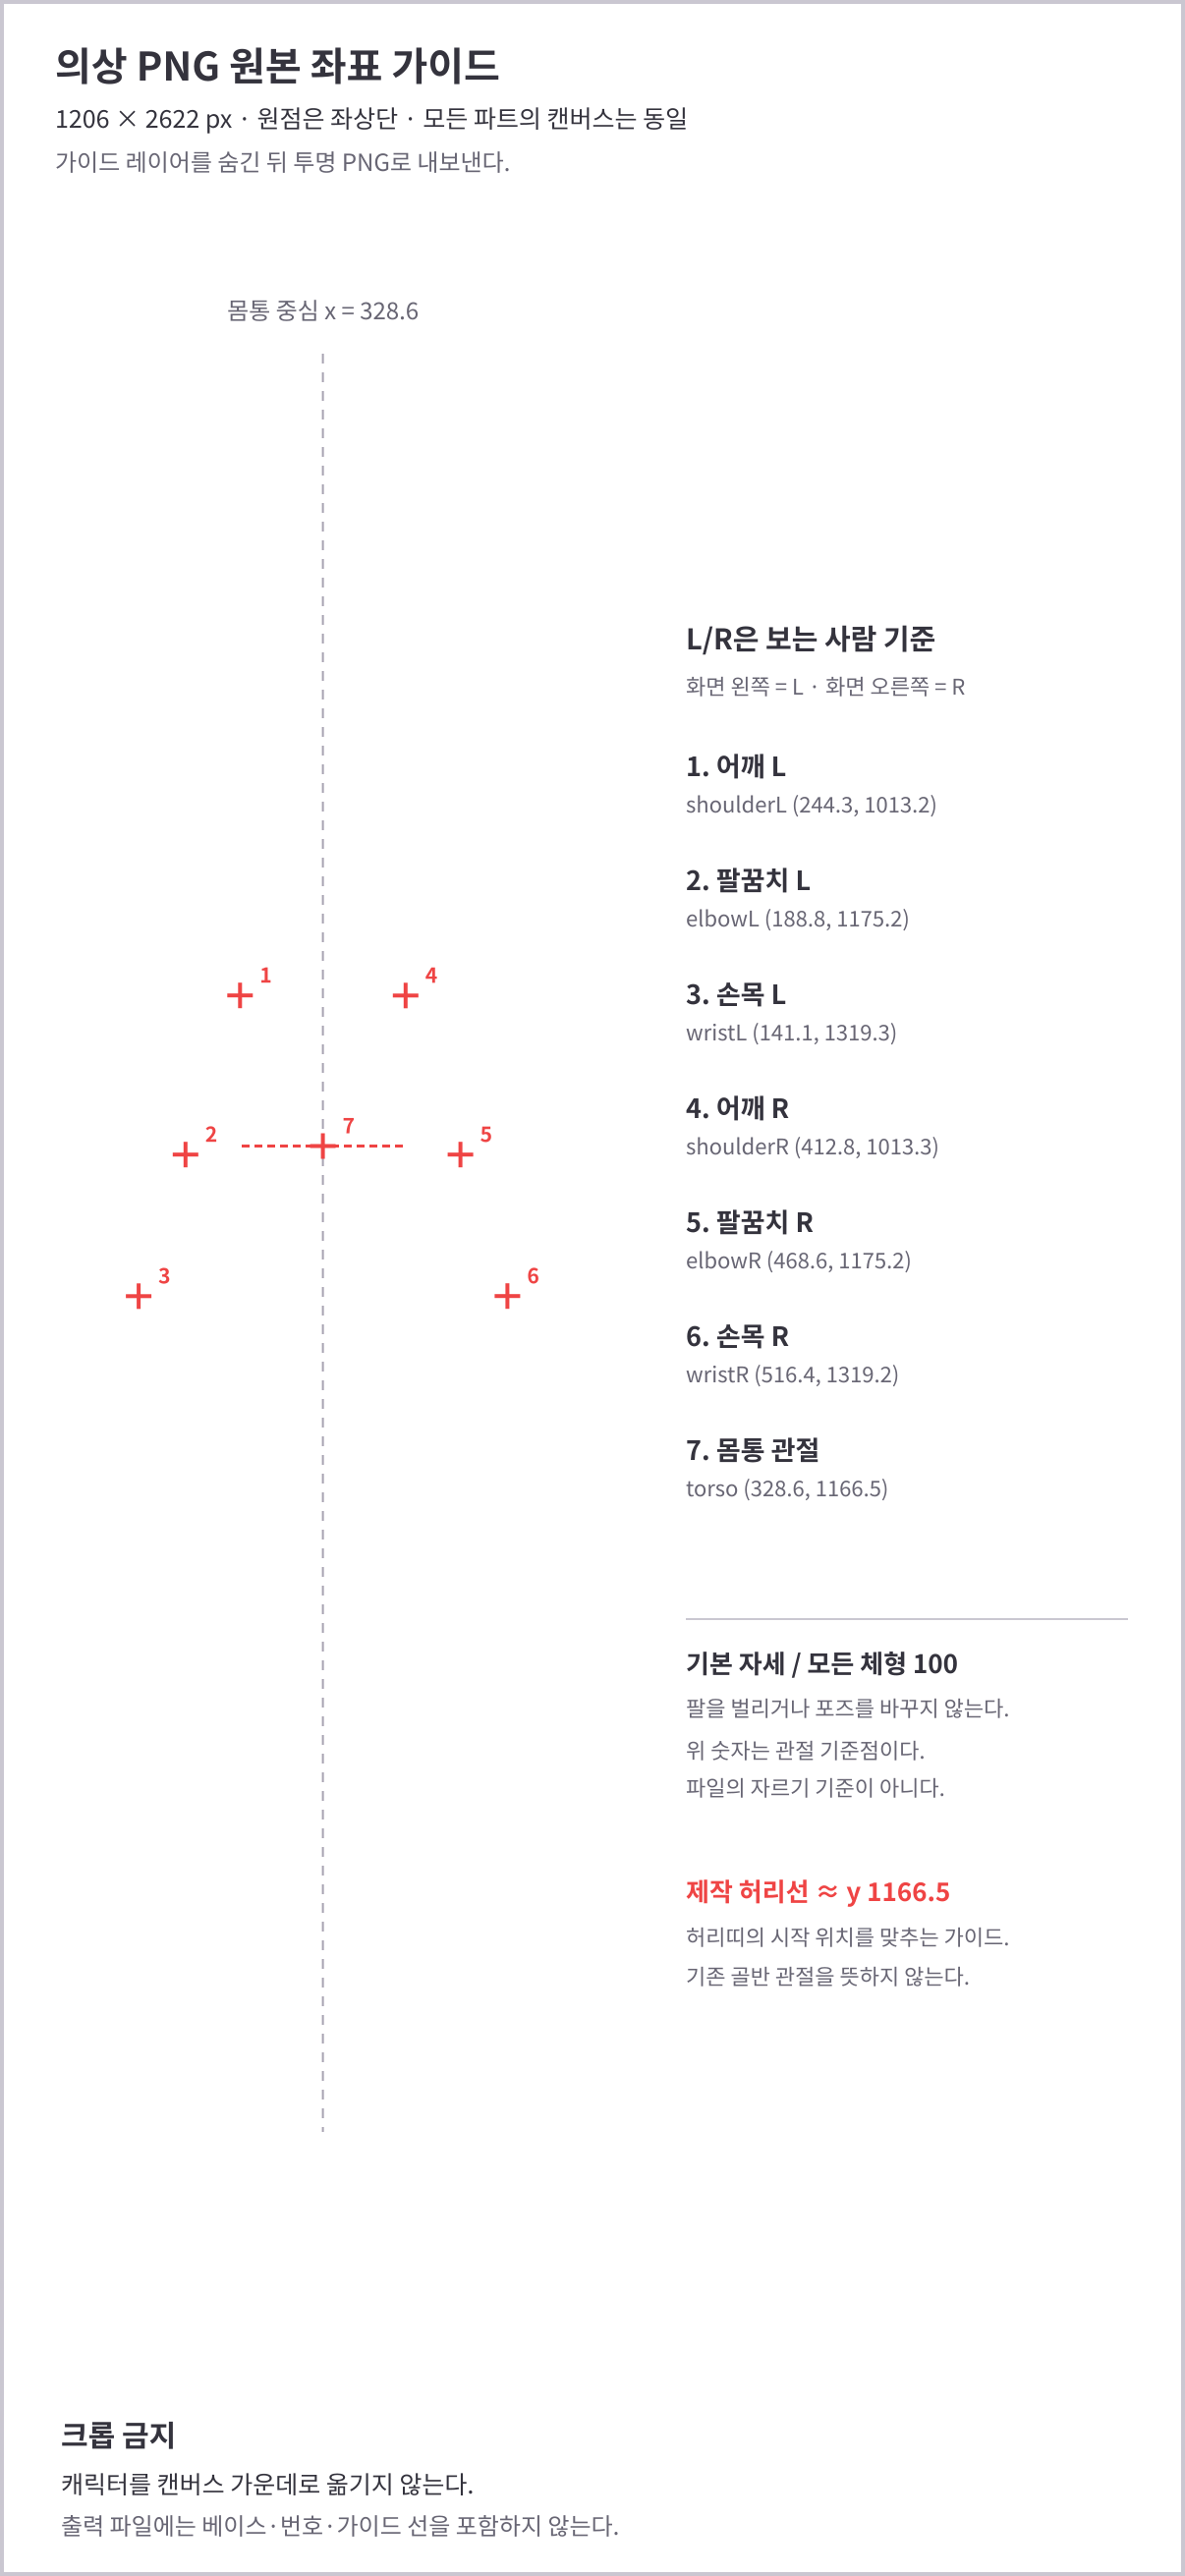 의상 PNG 원본 좌표 가이드
1206 × 2622 px · 원점은 좌상단 · 모든 파트의 캔버스는 동일
가이드 레이어를 숨긴 뒤 투명 PNG로 내보낸다.
몸통 중심 x = 328.6
L/R은 보는 사람 기준
화면 왼쪽 = L · 화면 오른쪽 = R
1. 어깨 L
shoulderL (244.3, 1013.2)
2. 팔꿈치 L
elbowL (188.8, 1175.2)
1
4
3. 손목 L
wristL (141.1, 1319.3)
4. 어깨 R
shoulderR (412.8, 1013.3)
7
2
5
5. 팔꿈치 R
elbowR (468.6, 1175.2)
3
6
6. 손목 R
wristR (516.4, 1319.2)
7. 몸통 관절
torso (328.6, 1166.5)
기본 자세 / 모든 체형 100
팔을 벌리거나 포즈를 바꾸지 않는다.
위 숫자는 관절 기준점이다.
파일의 자르기 기준이 아니다.
제작 허리선 ≈ y 1166.5
허리띠의 시작 위치를 맞추는 가이드.
기존 골반 관절을 뜻하지 않는다.
크롭 금지
캐릭터를 캔버스 가운데로 옮기지 않는다.
출력 파일에는 베이스·번호·가이드 선을 포함하지 않는다.